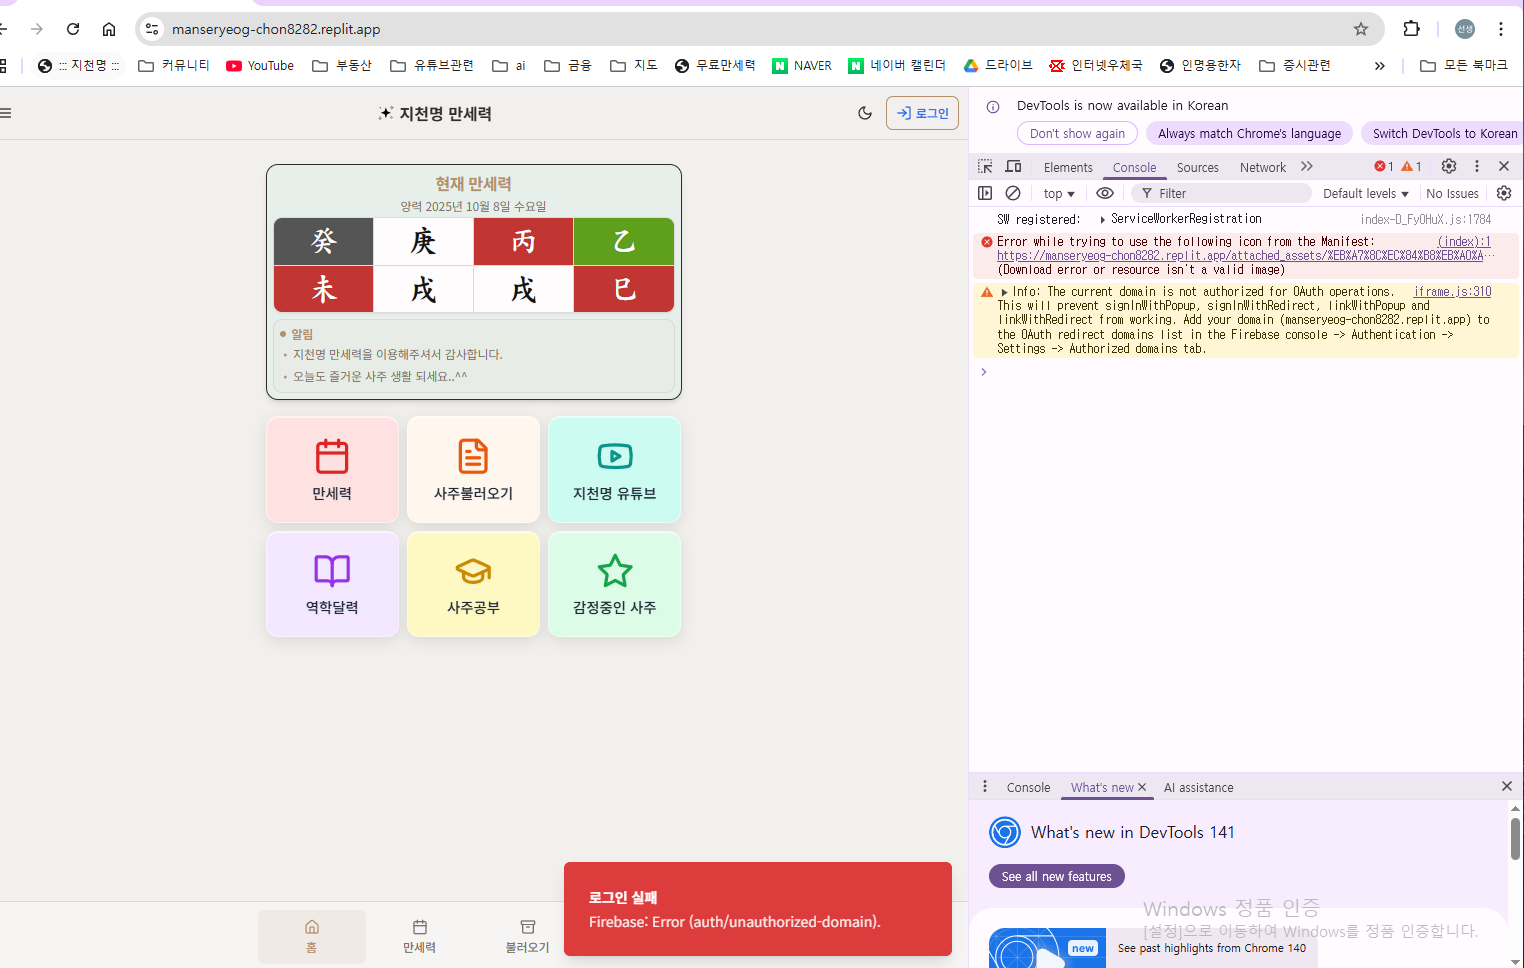 manseryeog-chon8282.replit.app
선생
::: 지천명 :::
커뮤니티
YouTube
부동산
유튜브관련
ai
금융
지도
무료만세력
NAVER
네이버 캘린더
드라이브
인터넷우체국
인명용한자
증시관련
»
모든 북마크
지천명 만세력
로그인
현재 만세력
양력 2025년 10월 8일 수요일
癸 庚 丙 乙
未 戌 戌 巳
알림
• 지천명 만세력을 이용해주셔서 감사합니다.
• 오늘도 즐거운 사주 생활 되세요..^^
만세력
사주불러오기
지천명 유튜브
역학달력
사주공부
감정중인 사주
홈
만세력
불러오기
로그인 실패
Firebase: Error (auth/unauthorized-domain).
DevTools is now available in Korean
Don't show again
Always match Chrome's language
Switch DevTools to Korean
Elements
Console
Sources
Network
1
1
top
Filter
Default levels
No Issues
SW registered: ServiceWorkerRegistration
index-D_FyOHuX.js:1784
Error while trying to use the following icon from the Manifest:
(index):1
https://manseryeog-chon8282.replit.app/attached_assets/%EB%A7%8C%EC%84%B8%EB%A0%A…
(Download error or resource isn't a valid image)
Info: The current domain is not authorized for OAuth operations.
iframe.js:310
This will prevent signInWithPopup, signInWithRedirect, linkWithPopup and
linkWithRedirect from working. Add your domain (manseryeog-chon8282.replit.app) to
the OAuth redirect domains list in the Firebase console -> Authentication ->
Settings -> Authorized domains tab.
Console
What's new
AI assistance
What's new in DevTools 141
See all new features
Windows 정품 인증
[설정]으로 이동하여 Windows를 정품 인증합니다.
new
See past highlights from Chrome 140